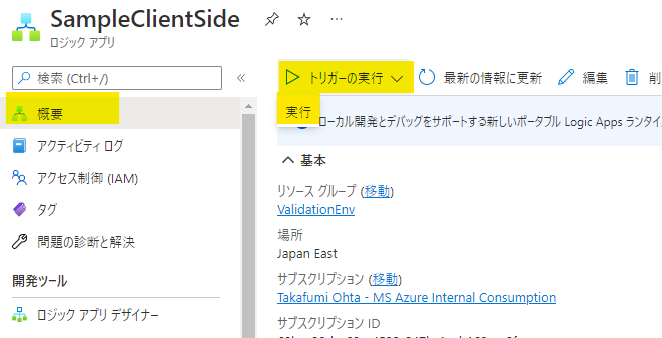 SampleClientSide
ロジック アプリ
検索 (Ctrl+/)
概要
アクティビティ ログ
アクセス制御 (IAM)
タグ
問題の診断と解決
開発ツール
ロジック アプリ デザイナー
トリガーの実行
最新の情報に更新
編集
削
実行
ローカル開発とデバッグをサポートする新しいポータブル Logic Apps ランタイム
基本
リソース グループ (移動)
ValidationEnv
場所
Japan East
サブスクリプション (移動)
Takafumi Ohta - MS Azure Internal Consumption
サブスクリプション ID